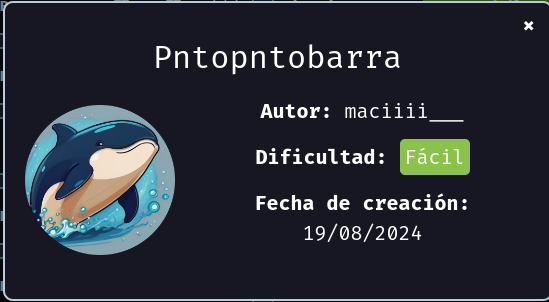 ✖
Pntopntobarra
Autor: maciiii___
Dificultad: Fácil
Fecha de creación:
19/08/2024